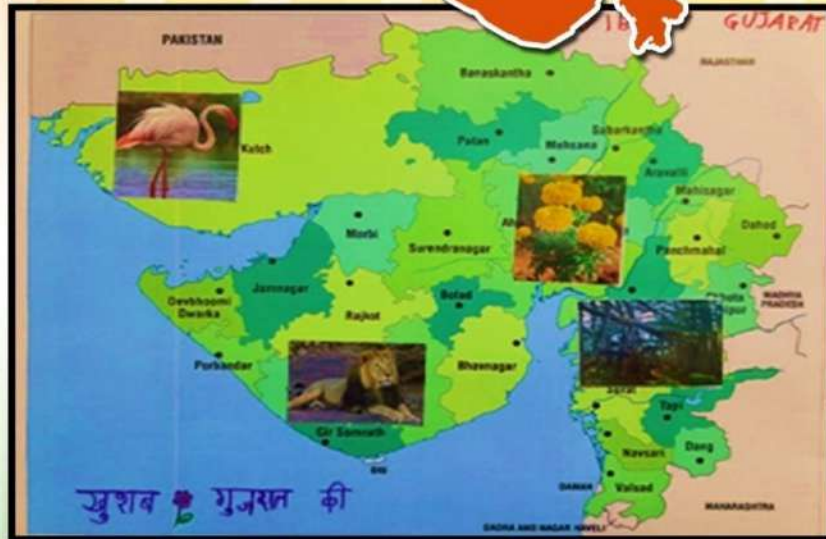 GUJARAT
PAKISTAN
RAJASTHAN
Banaskantha
Patan
Mehsana
Sabarkantha
Aravalli
Kutch
Mahisagar
Morbi
Surendranagar
Ah
Panchmahal
Dahod
Devbhoomi
Dwarka
Jamnagar
Rajkot
Botad
MADHYA
PRADESH
Porbandar
Bhavnagar
Surat
Tapi
Gir Somnath
DIU
Navsari
Dang
खुशब गुजरात की
DAMAN
Valsad
MAHARASHTRA
DADRA AND NAGAR HAVELI